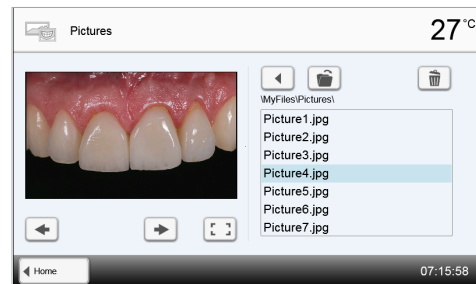 Pictures
27°C
\MyFiles\Pictures\
Picture1.jpg
Picture2.jpg
Picture3.jpg
Picture4.jpg
Picture5.jpg
Picture6.jpg
Picture7.jpg
Home
07:15:58